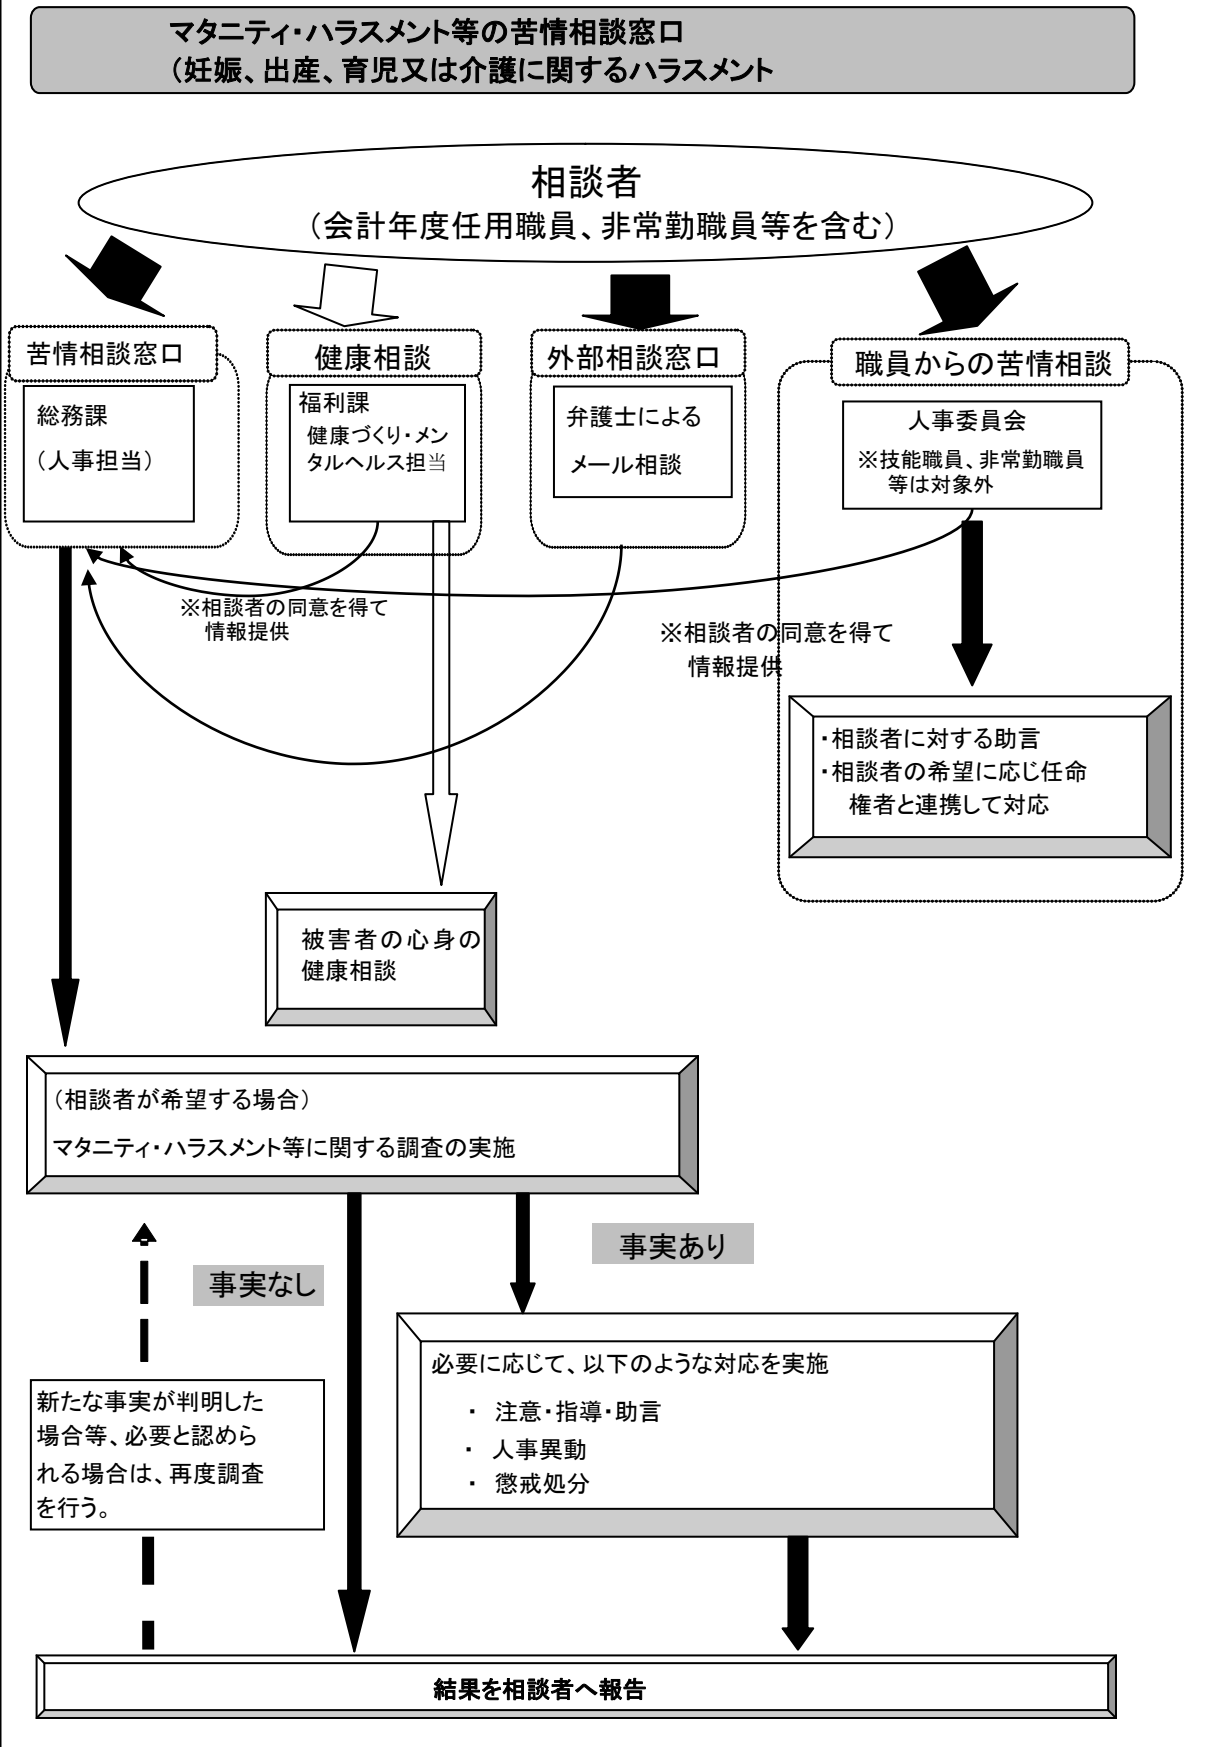 マタニティ・ハラスメント等の苦情相談窓口
（妊娠、出産、育児又は介護に関するハラスメント
相談者
（会計年度任用職員、非常勤職員等を含む）
苦情相談窓口
総務課
（人事担当）
健康相談
福利課
健康づくり・メン
タルヘルス担当
外部相談窓口
弁護士による
メール相談
職員からの苦情相談
人事委員会
※技能職員、非常勤職員
等は対象外
※相談者の同意を得て
情報提供
※相談者の同意を得て
情報提供
・相談者に対する助言
・相談者の希望に応じ任命
権者と連携して対応
被害者の心身の
健康相談
（相談者が希望する場合）
マタニティ・ハラスメント等に関する調査の実施
事実なし
事実あり
必要に応じて、以下のような対応を実施
・ 注意・指導・助言
・ 人事異動
・ 懲戒処分
新たな事実が判明した
場合等、必要と認めら
れる場合は、再度調査
を行う。
結果を相談者へ報告